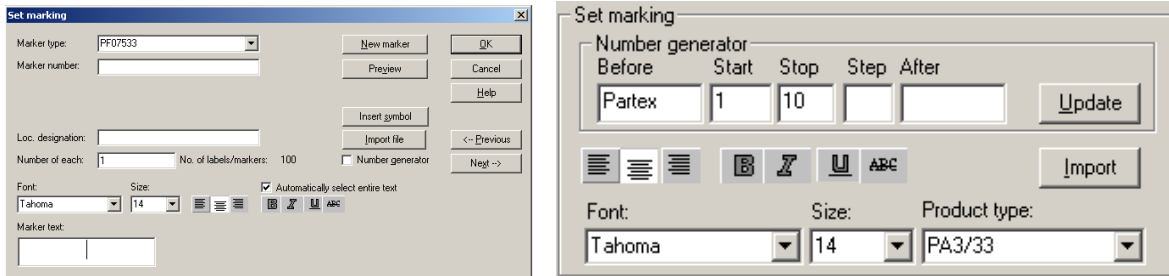 Set marking
Marker type: PF07533 New marker OK
Marker number: Preview Cancel
Help
Insert symbol
Loc. designation: Import file <-- Previous
Number of each: 1 No. of labels/markers: 100 Number generator Next -->
Font: Size: Automatically select entire text
Tahoma 14 B I U ABC
Marker text:
Set marking
Number generator
Before Start Stop Step After
Partex 1 10 Update
B I U ABC Import
Font: Size: Product type:
Tahoma 14 PA3/33